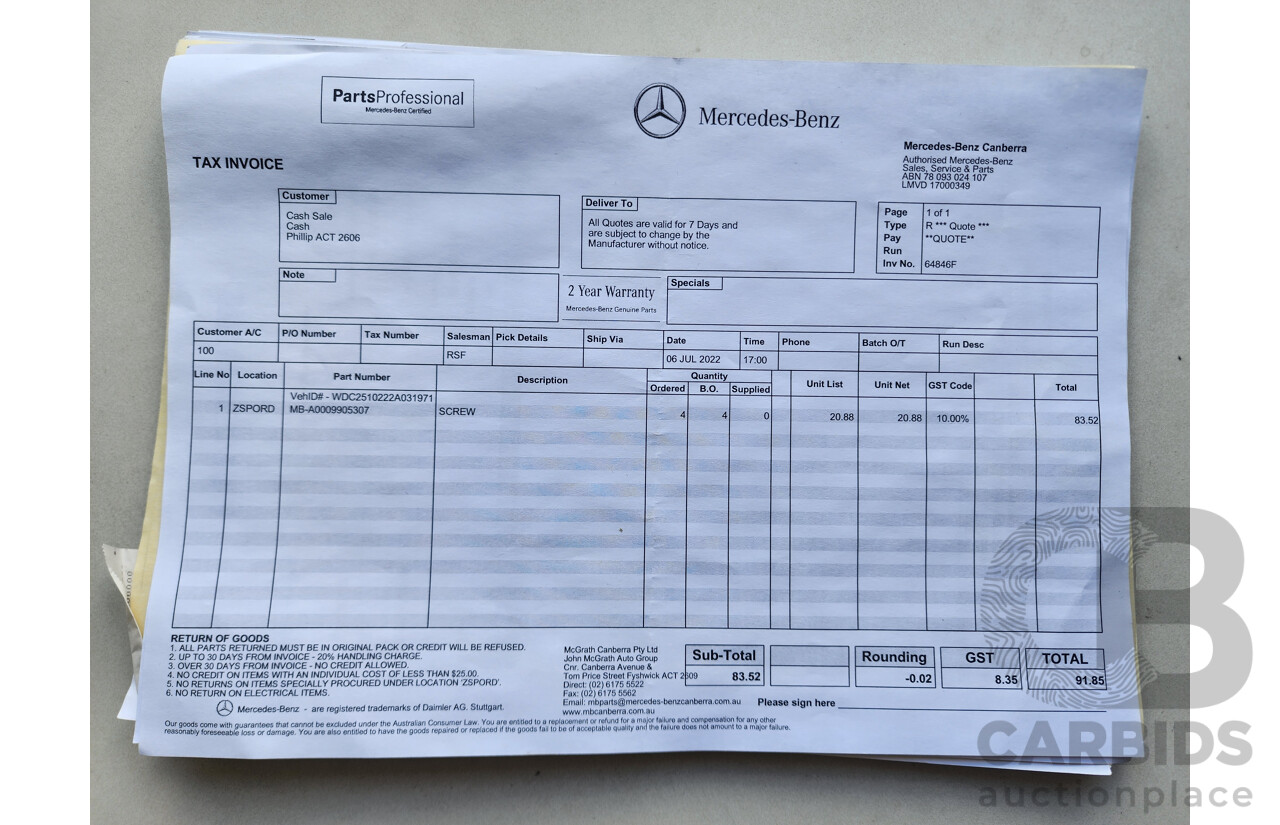 PartsProfessional
Mercedes-Benz Certified
Mercedes-Benz
TAX INVOICE
Mercedes-Benz Canberra
Authorised Mercedes-Benz
Sales, Service & Parts
ABN 78 093 024 107
LMVD 17000349
Customer
Cash Sale
Cash
Phillip ACT 2606
Deliver To
All Quotes are valid for 7 Days and
are subject to change by the
Manufacturer without notice.
Page 1 of 1
Type R *** Quote ***
Pay **QUOTE**
Run
Inv No. 64846F
Note
2 Year Warranty
Mercedes-Benz Genuine Parts
Specials
Customer A/C P/O Number Tax Number Salesman Pick Details Ship Via Date Time Phone Batch O/T Run Desc
100 RSF 06 JUL 2022 17:00
Line No Location Part Number Description Quantity Unit List Unit Net GST Code Total
Ordered B.O. Supplied
VehID# - WDC2510222A031971
1 ZSPORD MB-A0009905307 SCREW 4 4 0 20.88 20.88 10.00% 83.52
RETURN OF GOODS
1. ALL PARTS RETURNED MUST BE IN ORIGINAL PACK OR CREDIT WILL BE REFUSED.
2. UP TO 30 DAYS FROM INVOICE - 20% HANDLING CHARGE.
3. OVER 30 DAYS FROM INVOICE - NO CREDIT ALLOWED.
4. NO CREDIT ON ITEMS WITH AN INDIVIDUAL COST OF LESS THAN $25.00.
5. NO RETURNS ON ITEMS SPECIALLY PROCURED UNDER LOCATION 'ZSPORD'.
6. NO RETURN ON ELECTRICAL ITEMS.
Mercedes-Benz - are registered trademarks of Daimler AG. Stuttgart.
McGrath Canberra Pty Ltd
John McGrath Auto Group
Cnr. Canberra Avenue &
Tom Price Street Fyshwick ACT 2609
Direct: (02) 6175 5522
Fax: (02) 6175 5562
Email: mbparts@mercedes-benzcanberra.com.au
www.mbcanberra.com.au
Sub-Total Rounding GST TOTAL
83.52 -0.02 8.35 91.85
Please sign here
Our goods come with guarantees that cannot be excluded under the Australian Consumer Law. You are entitled to a replacement or refund for a major failure and compensation for any other
reasonably foreseeable loss or damage. You are also entitled to have the goods repaired or replaced if the goods fail to be of acceptable quality and the failure does not amount to a major failure.
CB
CARBIDS
auctionplace